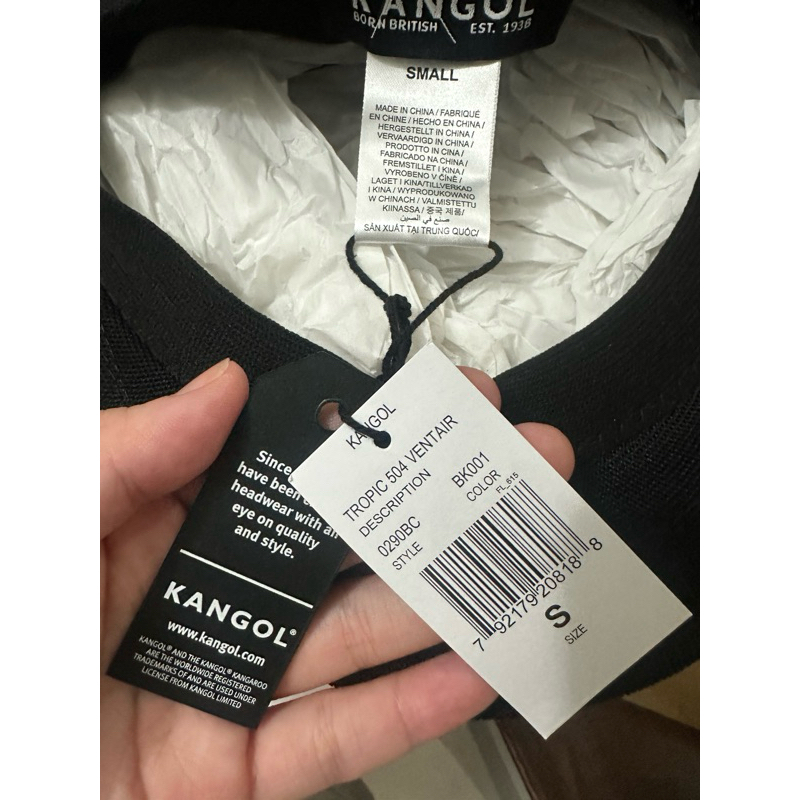 KANGOL
BORN BRITISH EST. 1938
SMALL
MADE IN CHINA / FABRIQUÉ
EN CHINE / HECHO EN CHINA /
HERGESTELLT IN CHINA /
VERVAARDIGD IN CHINA /
PRODOTTO IN CINA /
FABRICADO NA CHINA /
FREMSTILLET I KINA /
VYROBENO V ČÍNĚ /
LAGET I KINA/TILLVERKAD
I KINA / WYPRODUKOWANO
W CHINACH / VALMISTETTU
KIINASSA / 중국 제품/
صنع في الصين
SẢN XUẤT TẠI TRUNG QUỐC/
Since
have been
headwear with an
eye on quality
and style.
KANGOL®
www.kangol.com
KANGOL® AND THE KANGOL® KANGAROO
ARE THE WORLDWIDE REGISTERED
TRADEMARKS OF AND ARE USED UNDER
LICENSE FROM KANGOL LIMITED
KANGOL
TROPIC 504 VENTAIR
DESCRIPTION
0290BC BK001
STYLE COLOR
FL_615
7 92179 20818 8
S
SIZE